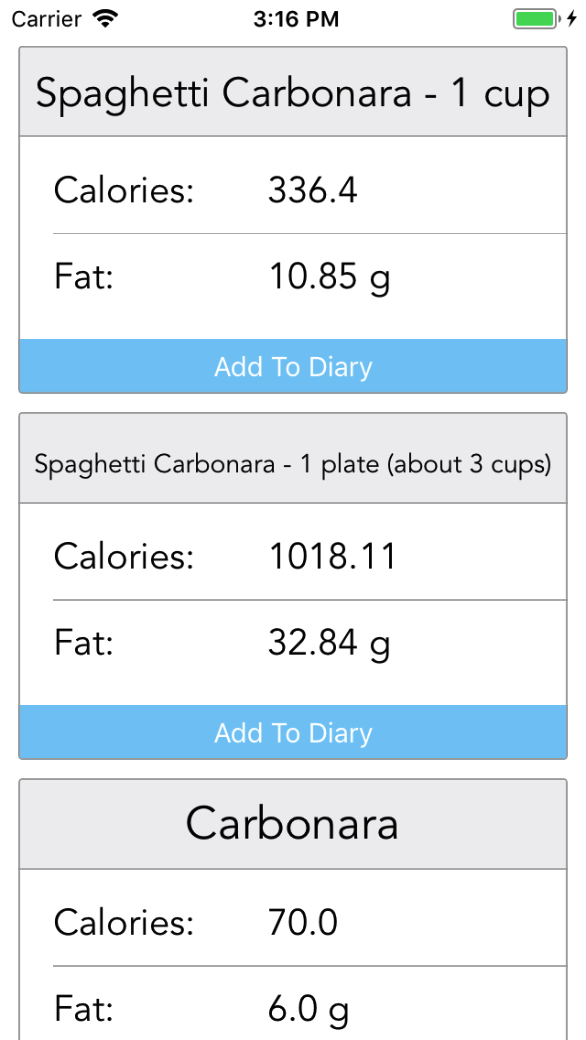 Carrier 3:16 PM
Spaghetti Carbonara - 1 cup
Calories: 336.4
Fat: 10.85 g
Add To Diary
Spaghetti Carbonara - 1 plate (about 3 cups)
Calories: 1018.11
Fat: 32.84 g
Add To Diary
Carbonara
Calories: 70.0
Fat: 6.0 g